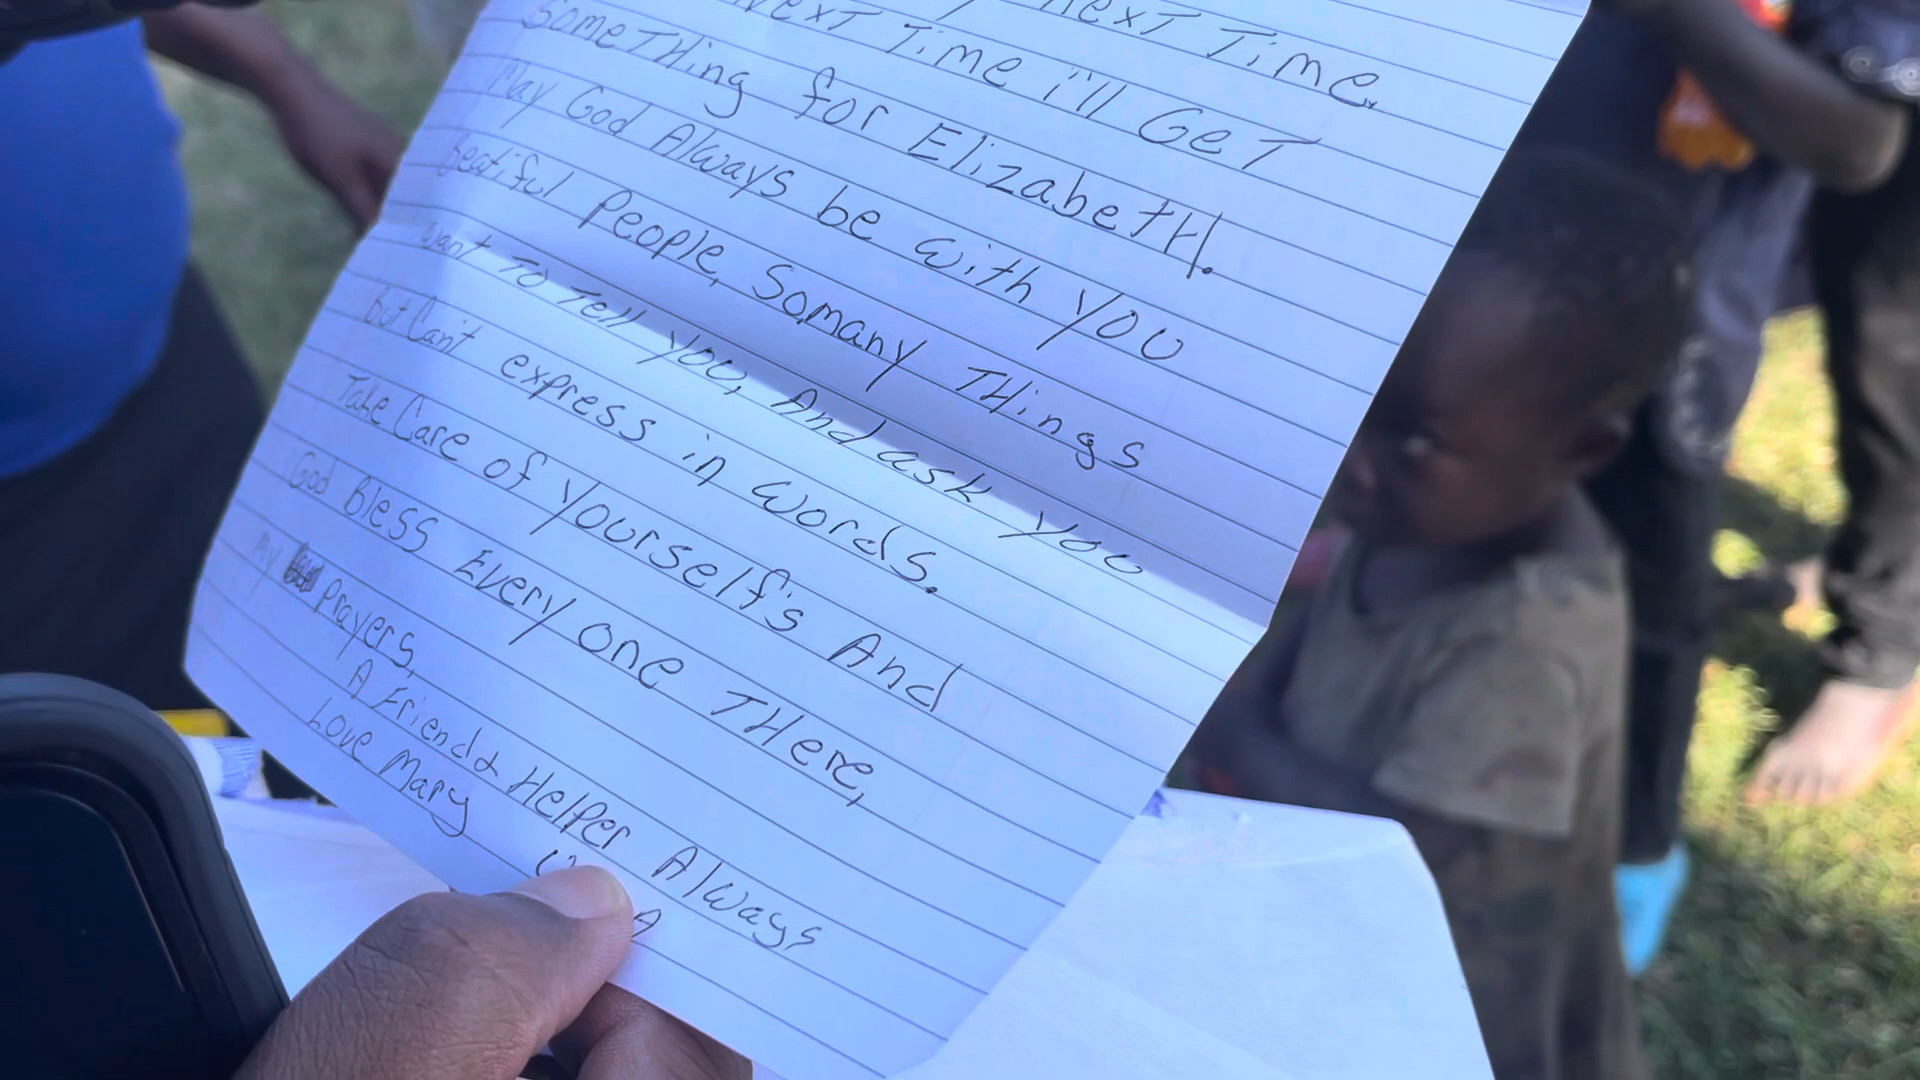 next Time.
Next Time i'll GeT
SomeTHing for ElizabeTH.
May God Always be with YOU
beatiful People, Somany THings
want To Tell you, And ask you
but Can't express in words.
Take Care of Yourself's And
God Bless Every one THere,
My Prayers,
A Friend & Helper Always
Love Mary